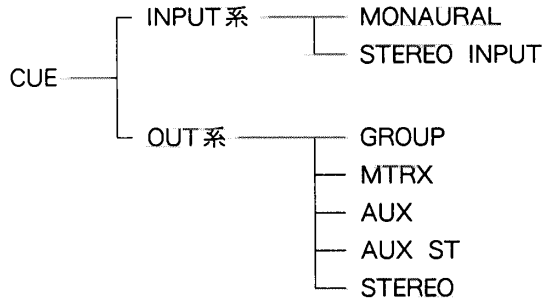 INPUT系 MONAURAL
STEREO INPUT
CUE
OUT系 GROUP
MTRX
AUX
AUX ST
STEREO